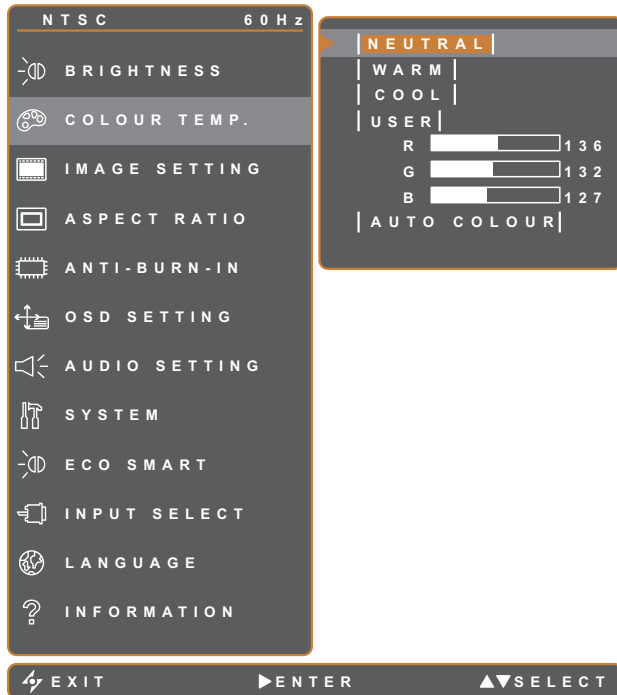 NTSC 60Hz
BRIGHTNESS
COLOUR TEMP.
IMAGE SETTING
ASPECT RATIO
ANTI-BURN-IN
OSD SETTING
AUDIO SETTING
SYSTEM
ECO SMART
INPUT SELECT
LANGUAGE
INFORMATION
NEUTRAL
WARM
COOL
USER
R 136
G 132
B 127
AUTO COLOUR
EXIT ENTER SELECT